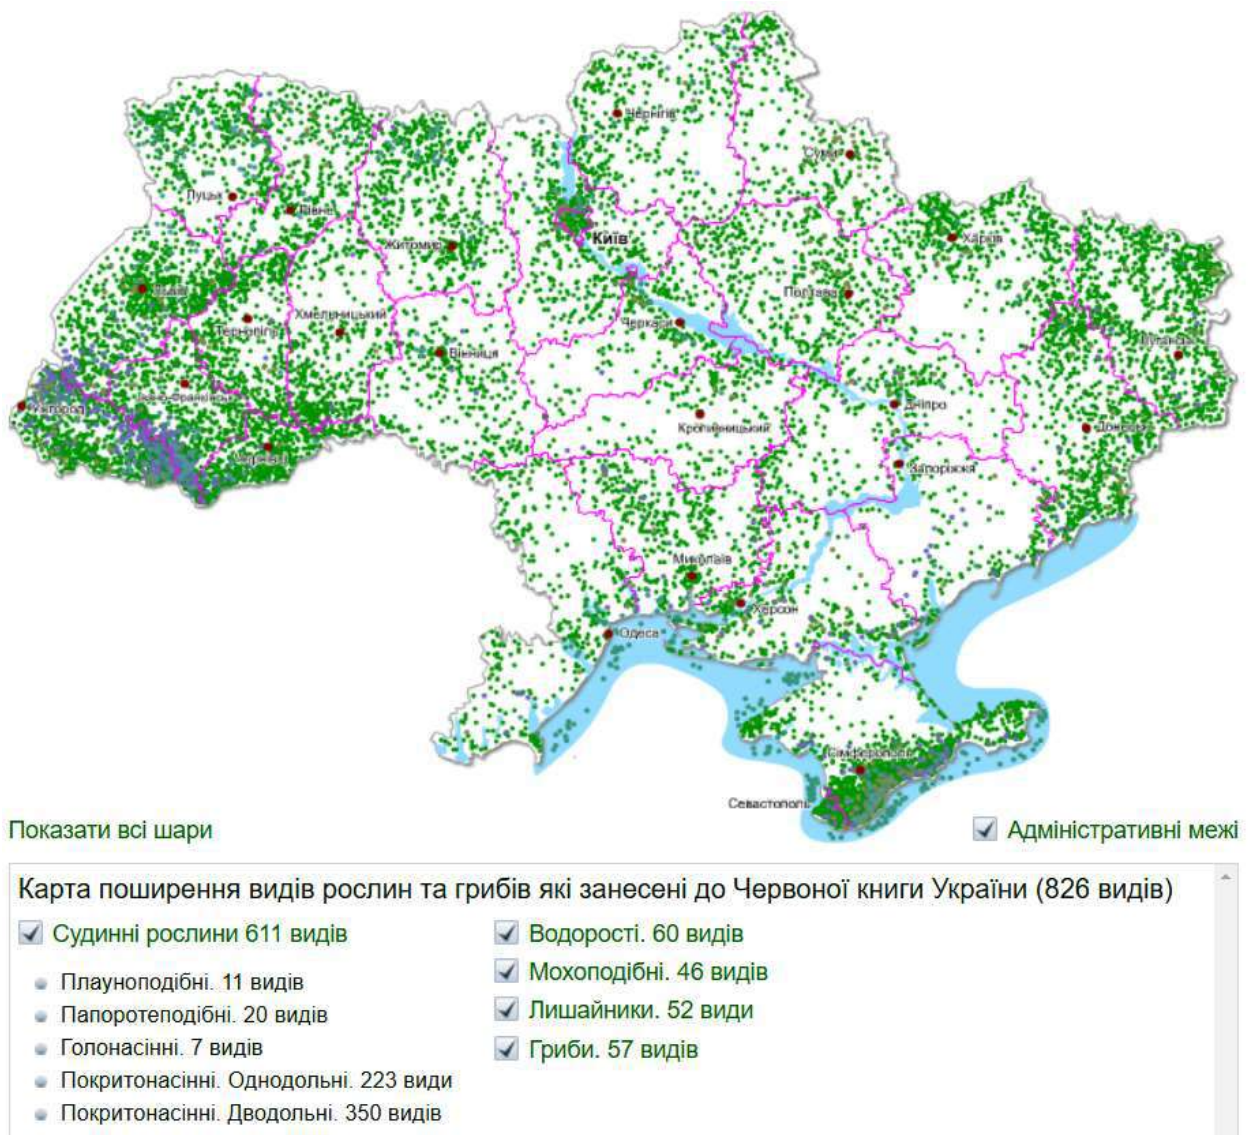 Чернігів
Суми
Луцьк
Рівне
Київ
Харків
Житомир
Львів
Полтава
Хмельницький
Тернопіль
Черкаси
Луганськ
Вінниця
Івано-Франківськ
Ужгород
Дніпро
Кропивницький
Донецьк
Чернівці
Запоріжжя
Миколаїв
Херсон
Одеса
Сімферополь
Севастополь
Показати всі шари
Адміністративні межі
Карта поширення видів рослин та грибів які занесені до Червоної книги України (826 видів)
Судинні рослини 611 видів
Плауноподібні. 11 видів
Папоротеподібні. 20 видів
Голонасінні. 7 видів
Покритонасінні. Однодольні. 223 види
Покритонасінні. Дводольні. 350 видів
Водорості. 60 видів
Мохоподібні. 46 видів
Лишайники. 52 види
Гриби. 57 видів